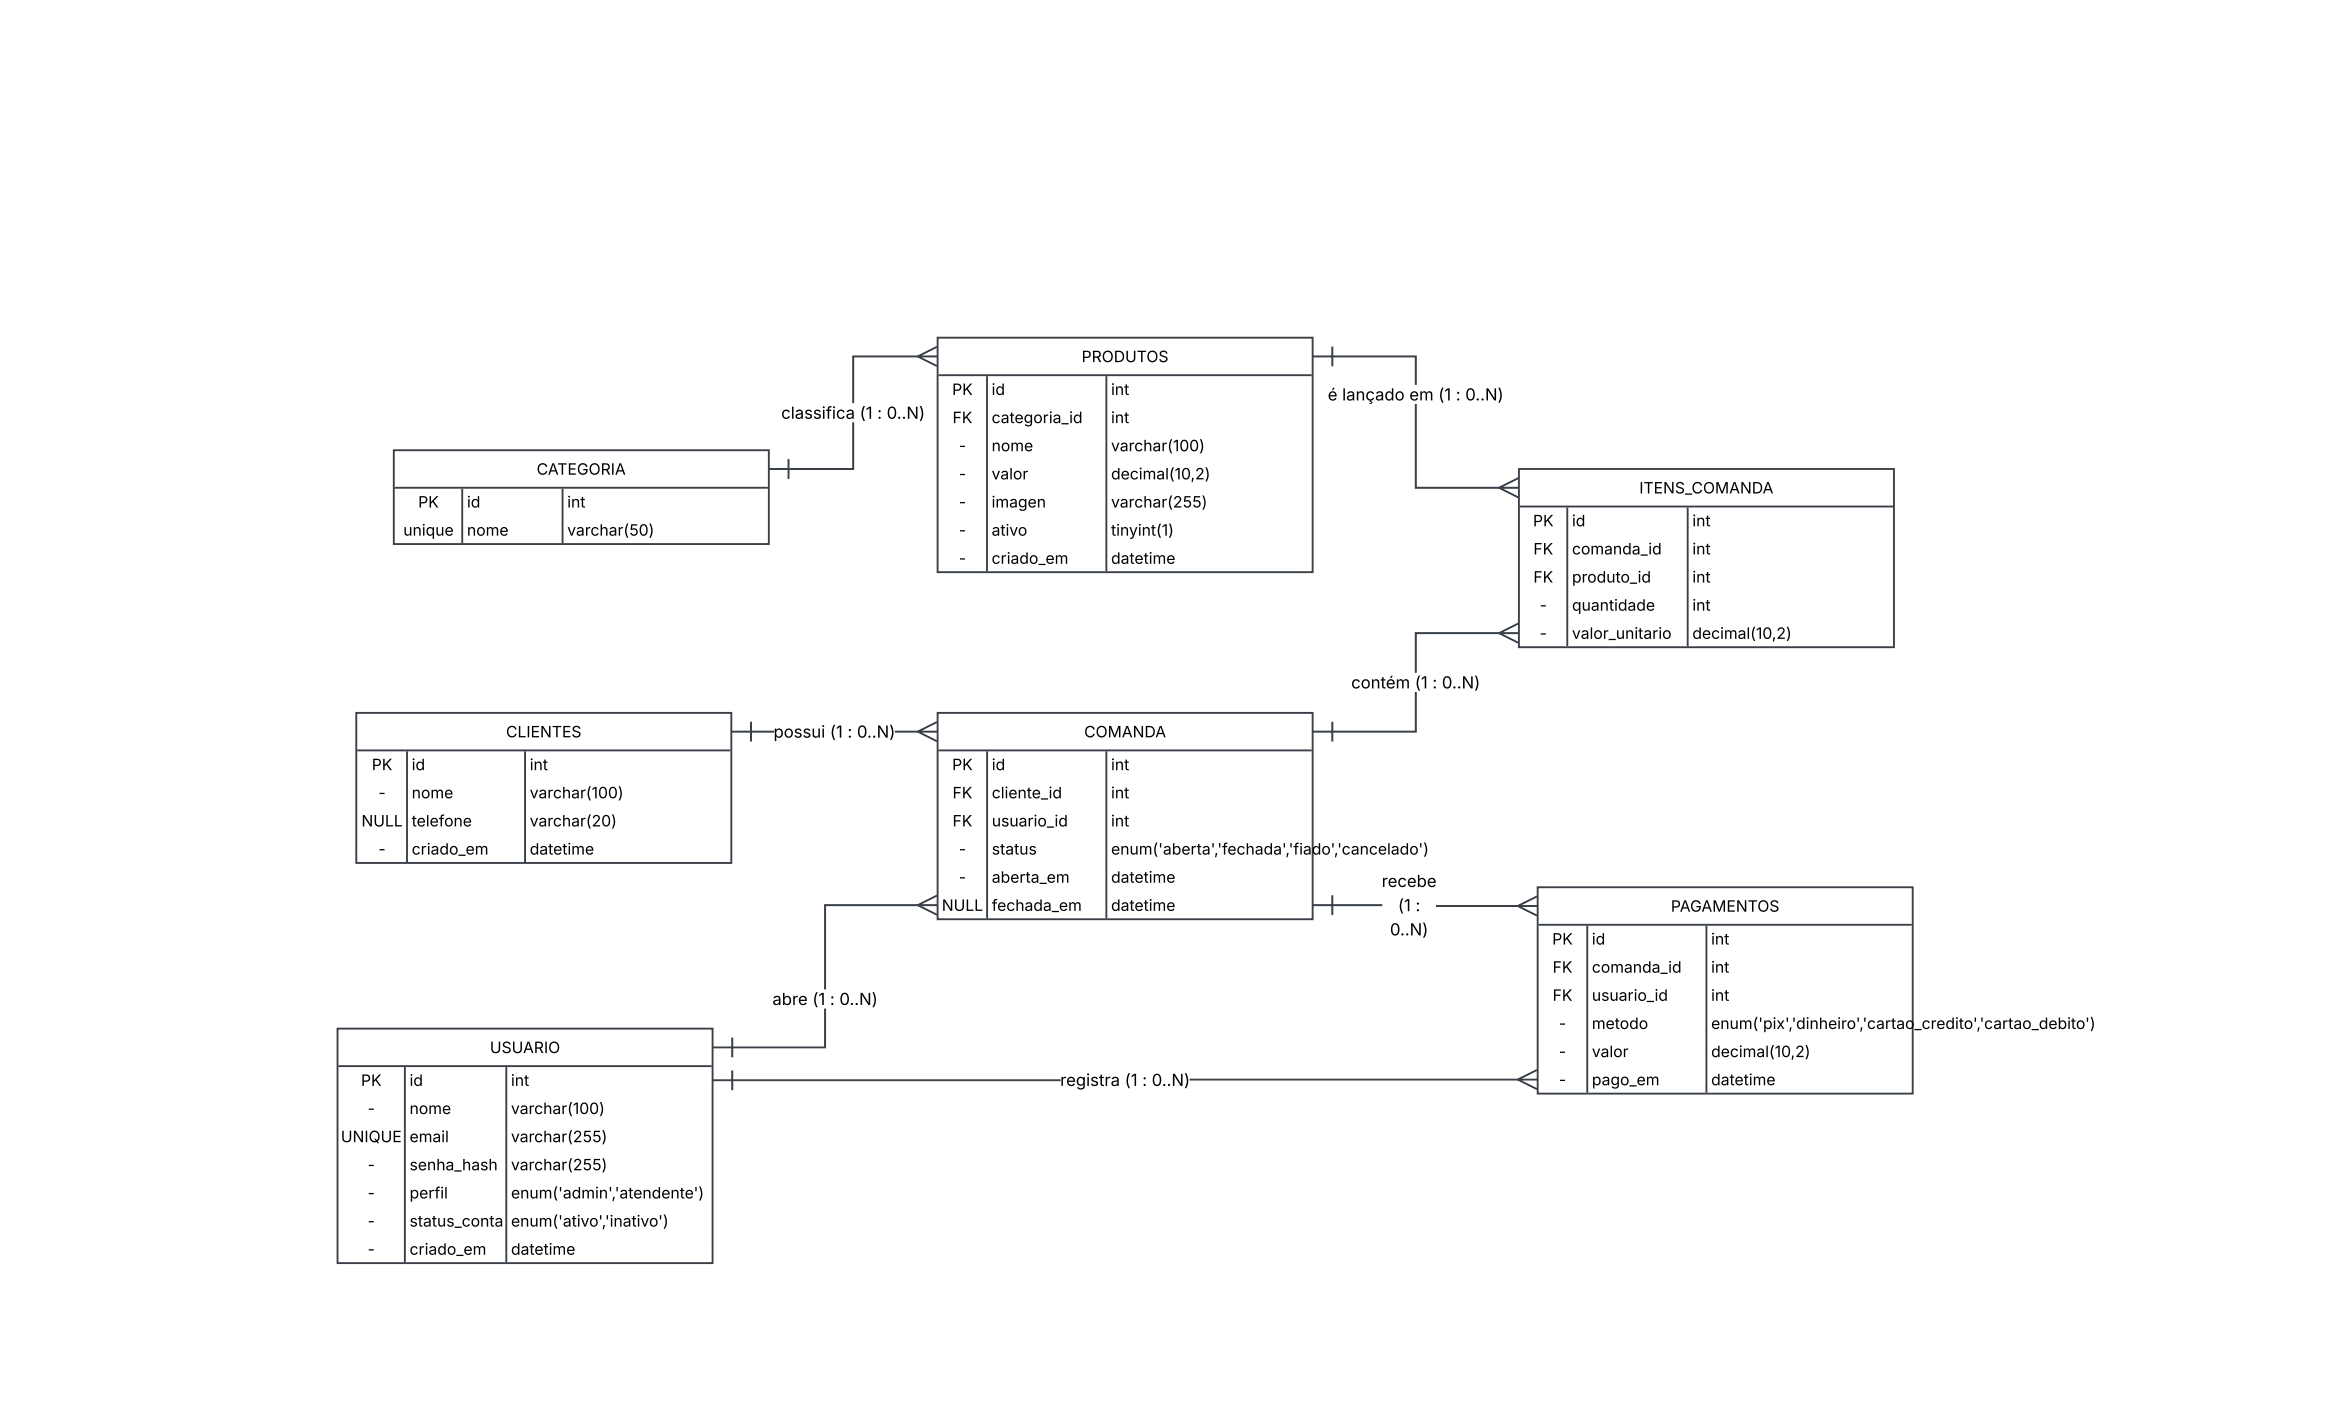 PRODUTOS
PK id int
FK categoria_id int
- nome varchar(100)
- valor decimal(10,2)
- imagen varchar(255)
- ativo tinyint(1)
- criado_em datetime
é lançado em (1 : 0..N)
classifica (1 : 0..N)
CATEGORIA
PK id int
unique nome varchar(50)
ITENS_COMANDA
PK id int
FK comanda_id int
FK produto_id int
- quantidade int
- valor_unitario decimal(10,2)
contém (1 : 0..N)
CLIENTES
PK id int
- nome varchar(100)
NULL telefone varchar(20)
- criado_em datetime
possui (1 : 0..N)
COMANDA
PK id int
FK cliente_id int
FK usuario_id int
- status enum('aberta','fechada','fiado','cancelado')
- aberta_em datetime
NULL fechada_em datetime
recebe
(1 :
0..N)
PAGAMENTOS
PK id int
FK comanda_id int
FK usuario_id int
- metodo enum('pix','dinheiro','cartao_credito','cartao_debito')
- valor decimal(10,2)
- pago_em datetime
abre (1 : 0..N)
USUARIO
PK id int
- nome varchar(100)
UNIQUE email varchar(255)
- senha_hash varchar(255)
- perfil enum('admin','atendente')
- status_conta enum('ativo','inativo')
- criado_em datetime
registra (1 : 0..N)